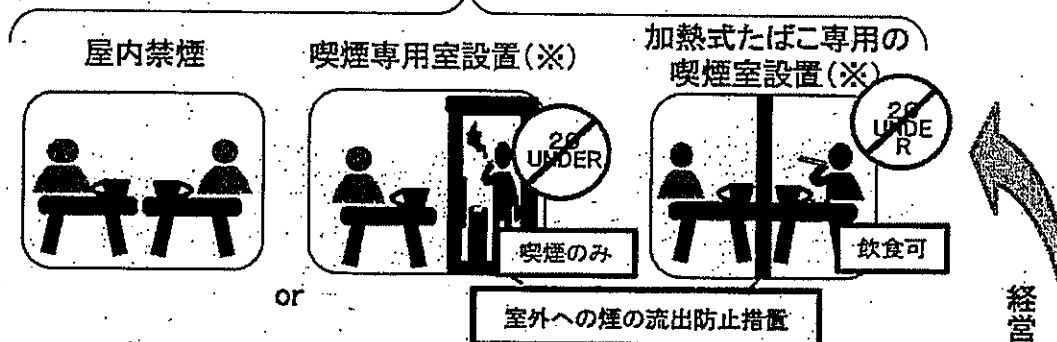 屋内禁煙
喫煙専用室設置(※)
加熱式たばこ専用の
喫煙室設置(※)
20
UNDER
20
UNDE
R
喫煙のみ
飲食可
or
室外への煙の流出防止措置
経営